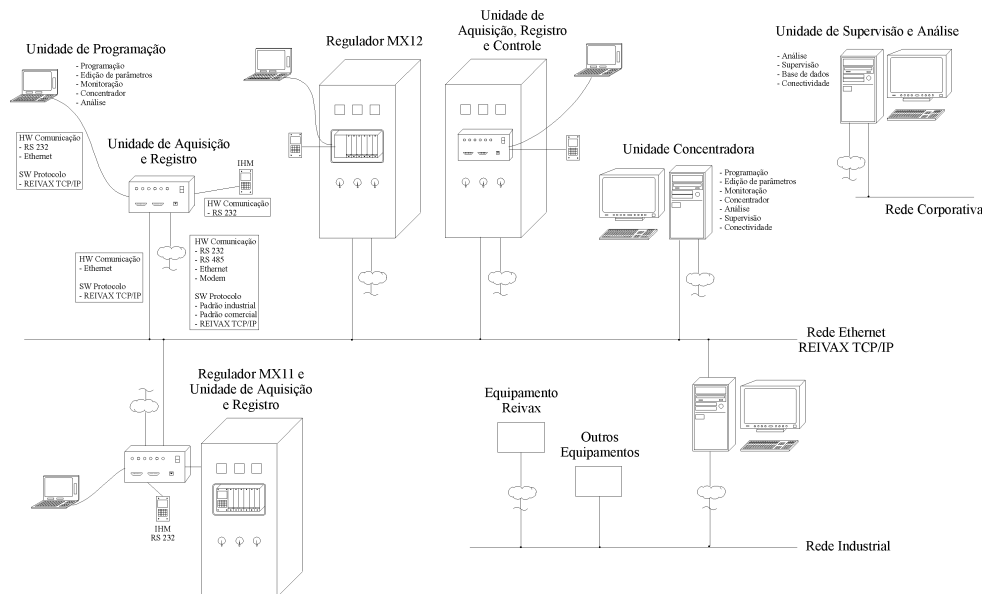 Unidade de Programação
- Programação
- Edição de parâmetros
- Monitoração
- Concentrador
- Análise
HW Comunicação
- RS 232
- Ethernet
SW Protocolo
- REIVAX TCP/IP
Unidade de Aquisição
e Registro
IHM
HW Comunicação
- RS 232
HW Comunicação
- Ethernet
SW Protocolo
- REIVAX TCP/IP
HW Comunicação
- RS 232
- RS 485
- Ethernet
- Modem
SW Protocolo
- Padrão industrial
- Padrão comercial
- REIVAX TCP/IP
Regulador MX12
Unidade de
Aquisição, Registro
e Controle
Unidade Concentradora
- Programação
- Edição de parâmetros
- Monitoração
- Concentrador
- Análise
- Supervisão
- Conectividade
Unidade de Supervisão e Análise
- Análise
- Supervisão
- Base de dados
- Conectividade
Rede Corporativa
Rede Ethernet
REIVAX TCP/IP
Regulador MX11 e
Unidade de Aquisição
e Registro
IHM
RS 232
Equipamento
Reivax
Outros
Equipamentos
Rede Industrial